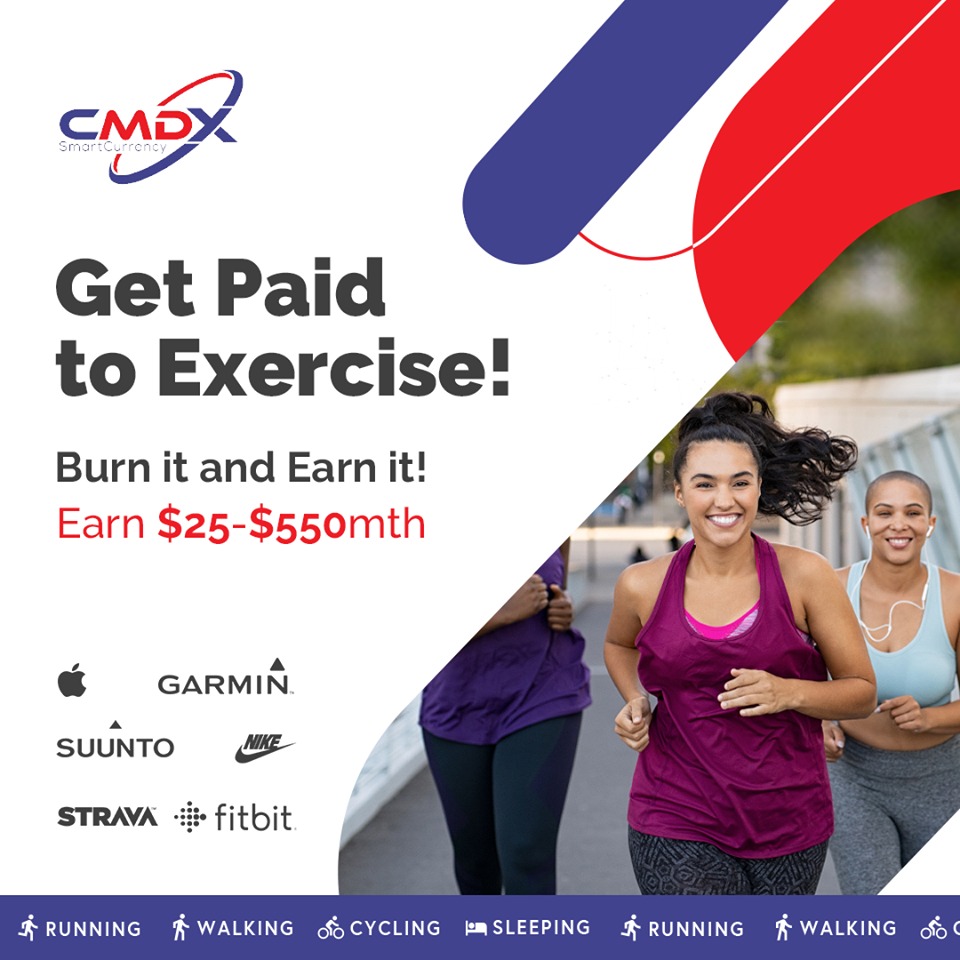 CMDX
SmartCurrency
Get Paid
to Exercise!
Burn it and Earn it!
Earn $25-$550mth
GARMIN
SUUNTO
NIKE
STRAVA
fitbit
RUNNING WALKING CYCLING SLEEPING RUNNING WALKING C